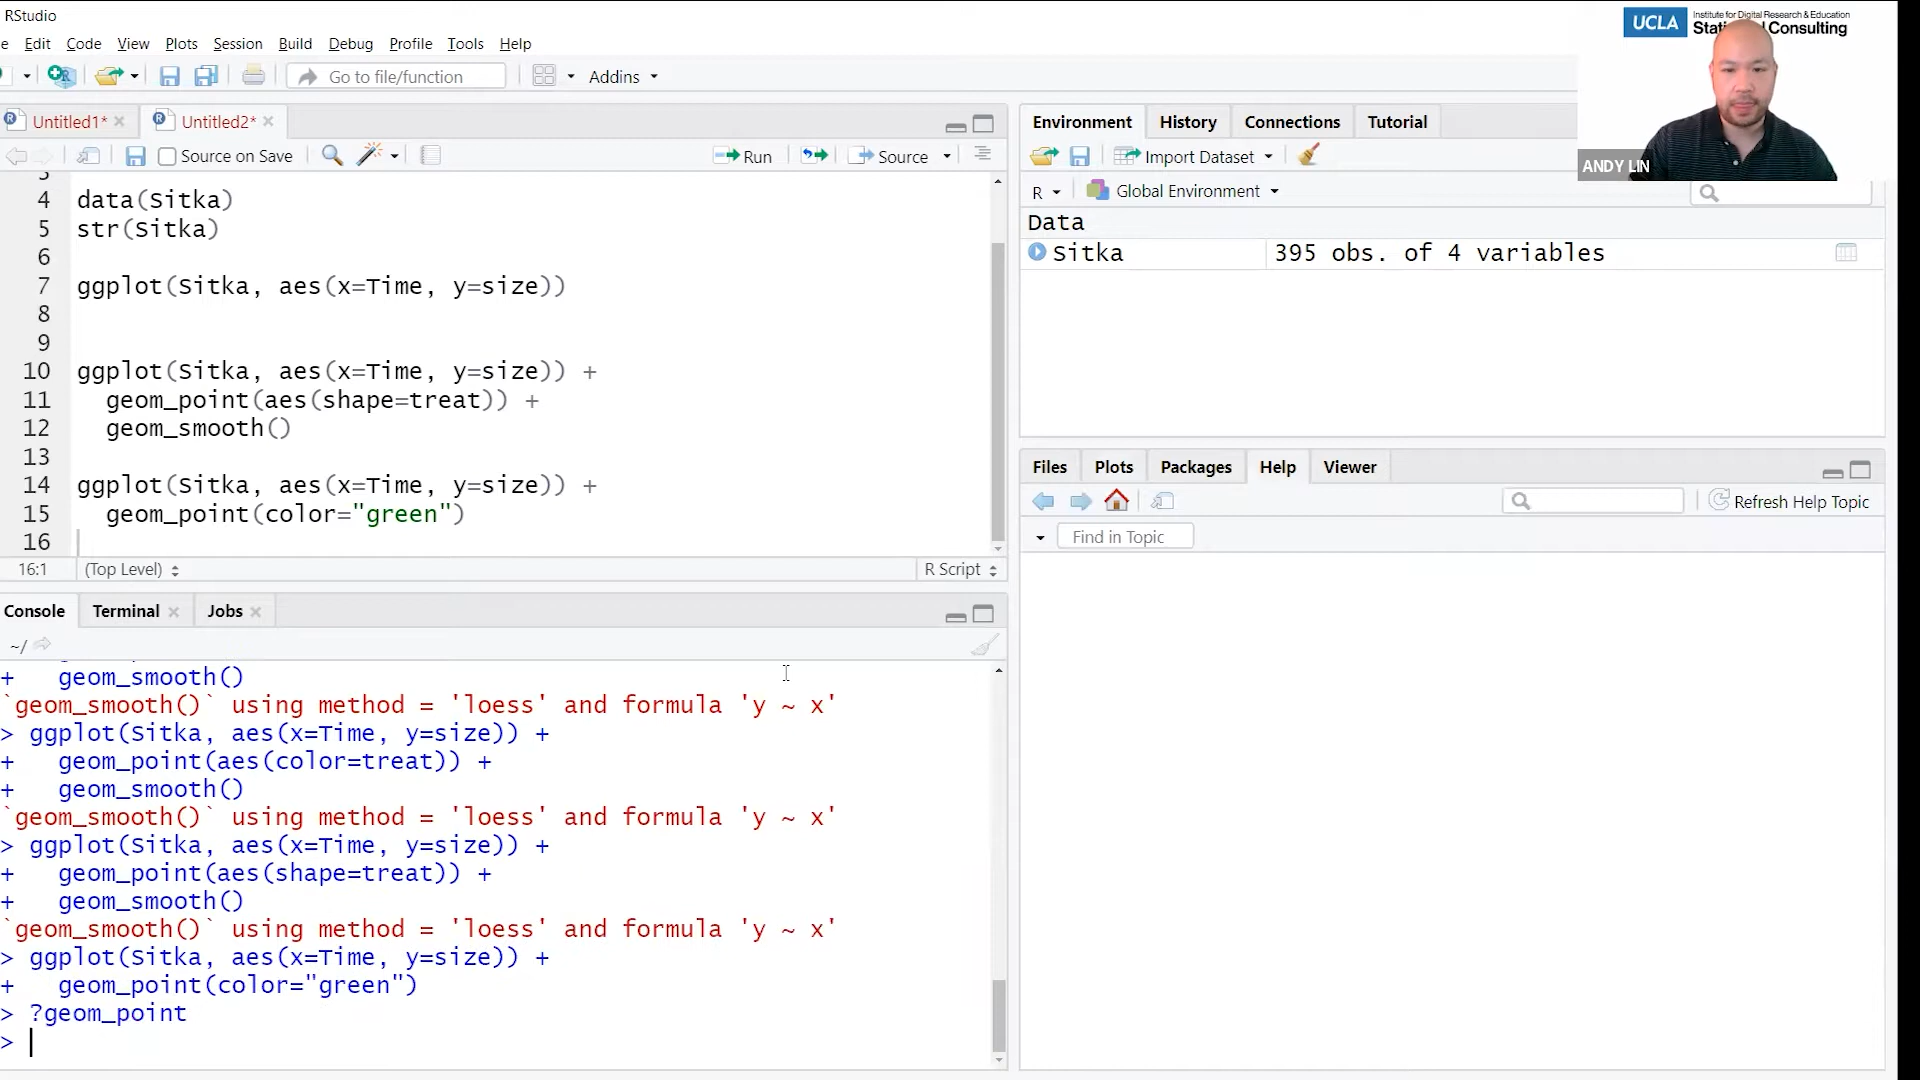 RStudio
e Edit Code View Plots Session Build Debug Profile Tools Help
Go to file/function
Addins
UCLA
Institute for Digital Research & Education
Consulting
ANDY LIN
Untitled1*
Untitled2*
Source on Save
Run
Source
3
4 data(Sitka)
5 str(Sitka)
6
7 ggplot(Sitka, aes(x=Time, y=size))
8
9
10 ggplot(Sitka, aes(x=Time, y=size)) +
11 geom_point(aes(shape=treat)) +
12 geom_smooth()
13
14 ggplot(Sitka, aes(x=Time, y=size)) +
15 geom_point(color="green")
16
16:1 (Top Level) R Script
Console Terminal Jobs
~/
+ geom_smooth()
`geom_smooth()` using method = 'loess' and formula 'y ~ x'
> ggplot(Sitka, aes(x=Time, y=size)) +
+ geom_point(aes(color=treat)) +
+ geom_smooth()
`geom_smooth()` using method = 'loess' and formula 'y ~ x'
> ggplot(Sitka, aes(x=Time, y=size)) +
+ geom_point(aes(shape=treat)) +
+ geom_smooth()
`geom_smooth()` using method = 'loess' and formula 'y ~ x'
> ggplot(Sitka, aes(x=Time, y=size)) +
+ geom_point(color="green")
> ?geom_point
>
Environment History Connections Tutorial
Import Dataset
R Global Environment
Data
Sitka 395 obs. of 4 variables
Files Plots Packages Help Viewer
Refresh Help Topic
Find in Topic